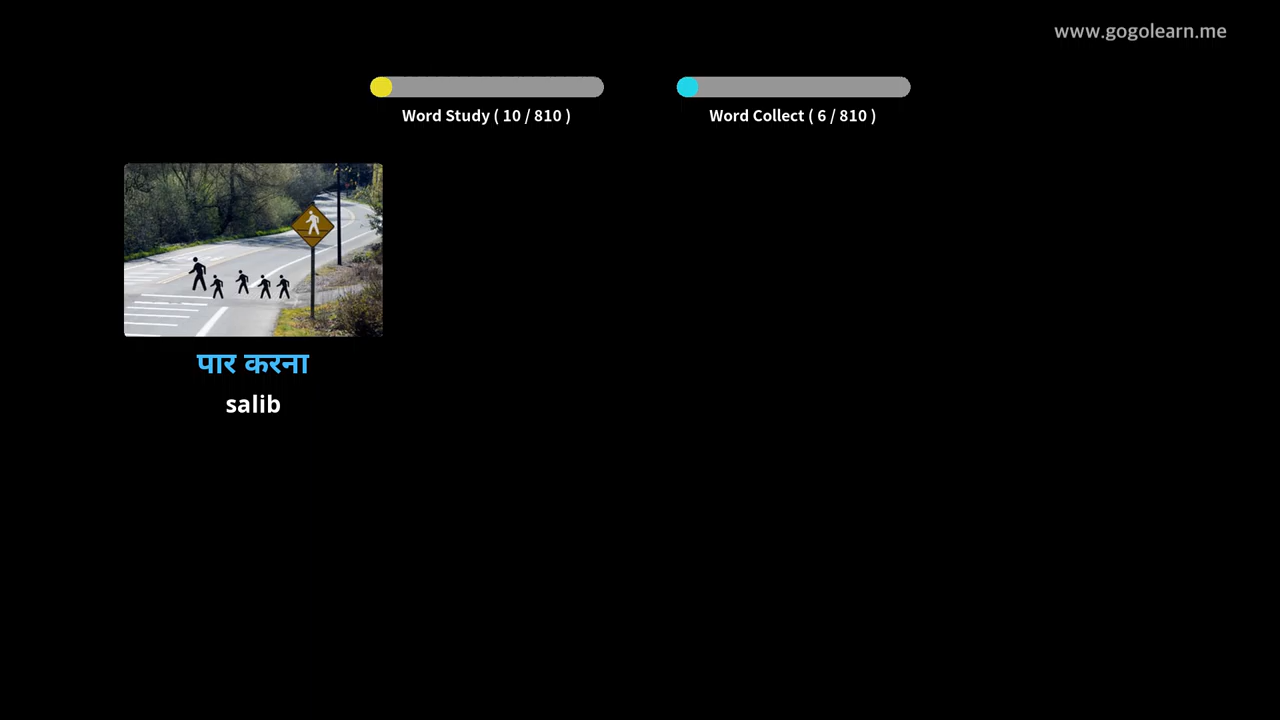 www.gogolearn.me
Word Study ( 10 / 810 )
Word Collect ( 6 / 810 )
पार करना
salib